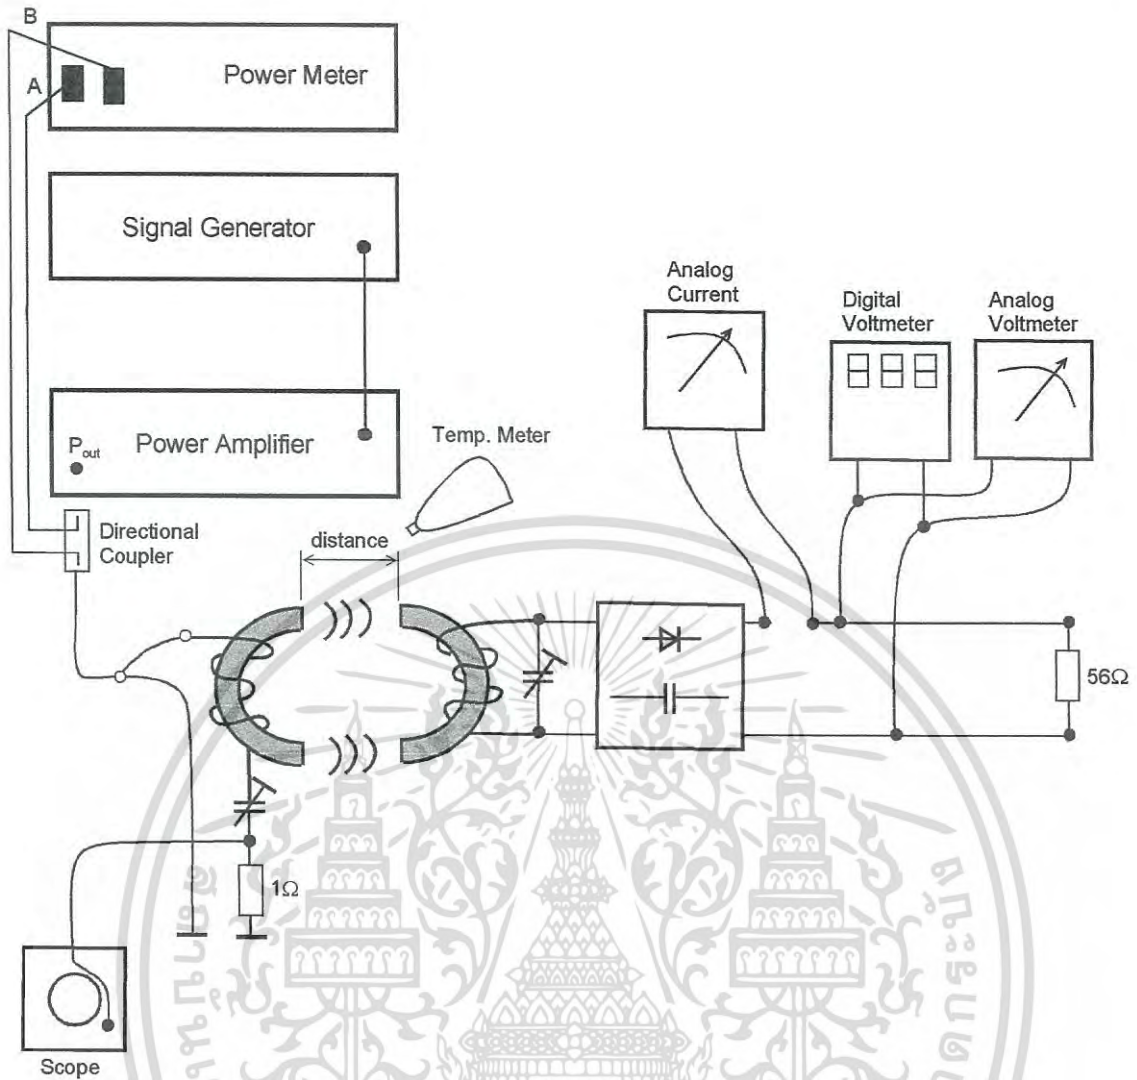 B
A
Power Meter
Signal Generator
Power Amplifier
P_out
Directional
Coupler
distance
Temp. Meter
Analog
Current
Digital
Voltmeter
Analog
Voltmeter
56Ω
1Ω
Scope